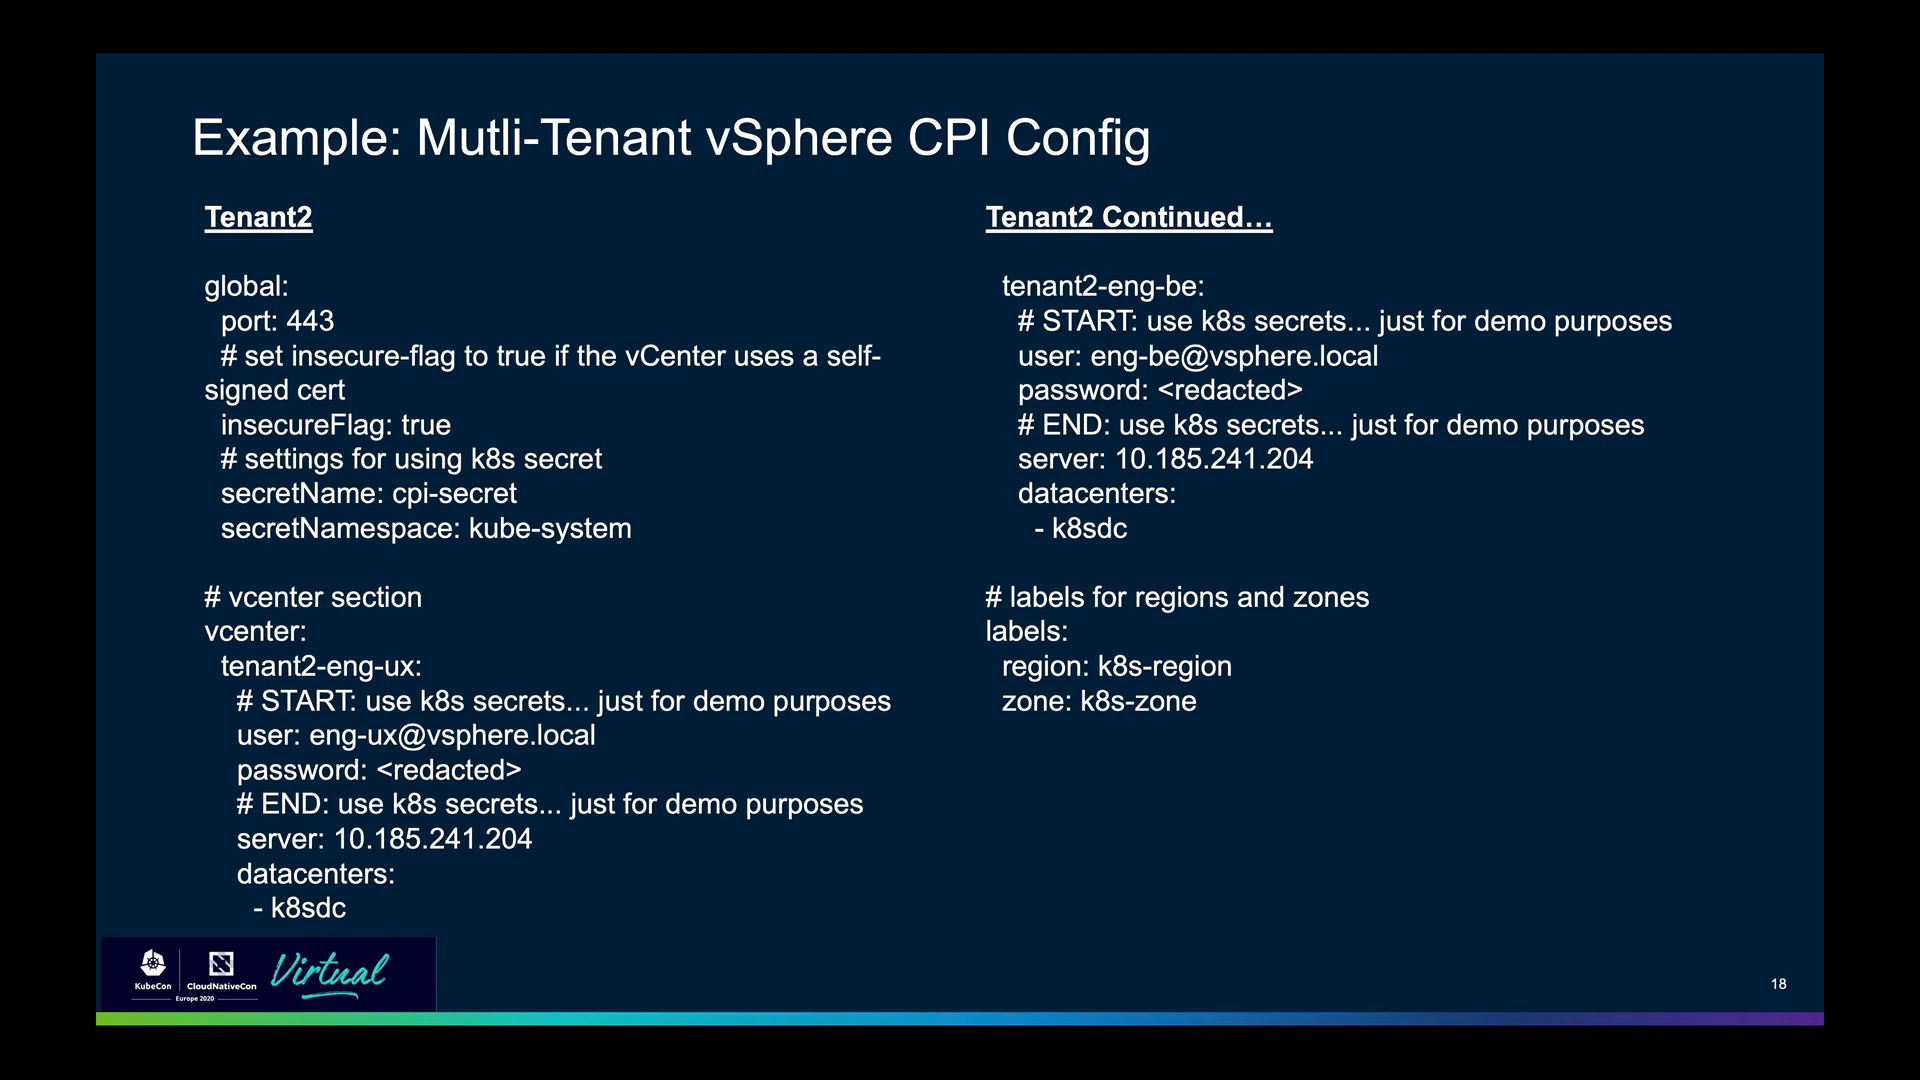 Example: Mutli-Tenant vSphere CPI Config
Tenant2
global:
port: 443
# set insecure-flag to true if the vCenter uses a self-
signed cert
insecureFlag: true
# settings for using k8s secret
secretName: cpi-secret
secretNamespace: kube-system
# vcenter section
vcenter:
tenant2-eng-ux:
# START: use k8s secrets... just for demo purposes
user: eng-ux@vsphere.local
password: <redacted>
# END: use k8s secrets... just for demo purposes
server: 10.185.241.204
datacenters:
- k8sdc
Tenant2 Continued…
tenant2-eng-be:
# START: use k8s secrets... just for demo purposes
user: eng-be@vsphere.local
password: <redacted>
# END: use k8s secrets... just for demo purposes
server: 10.185.241.204
datacenters:
- k8sdc
# labels for regions and zones
labels:
region: k8s-region
zone: k8s-zone
KubeCon
CloudNativeCon
Europe 2020
Virtual
18